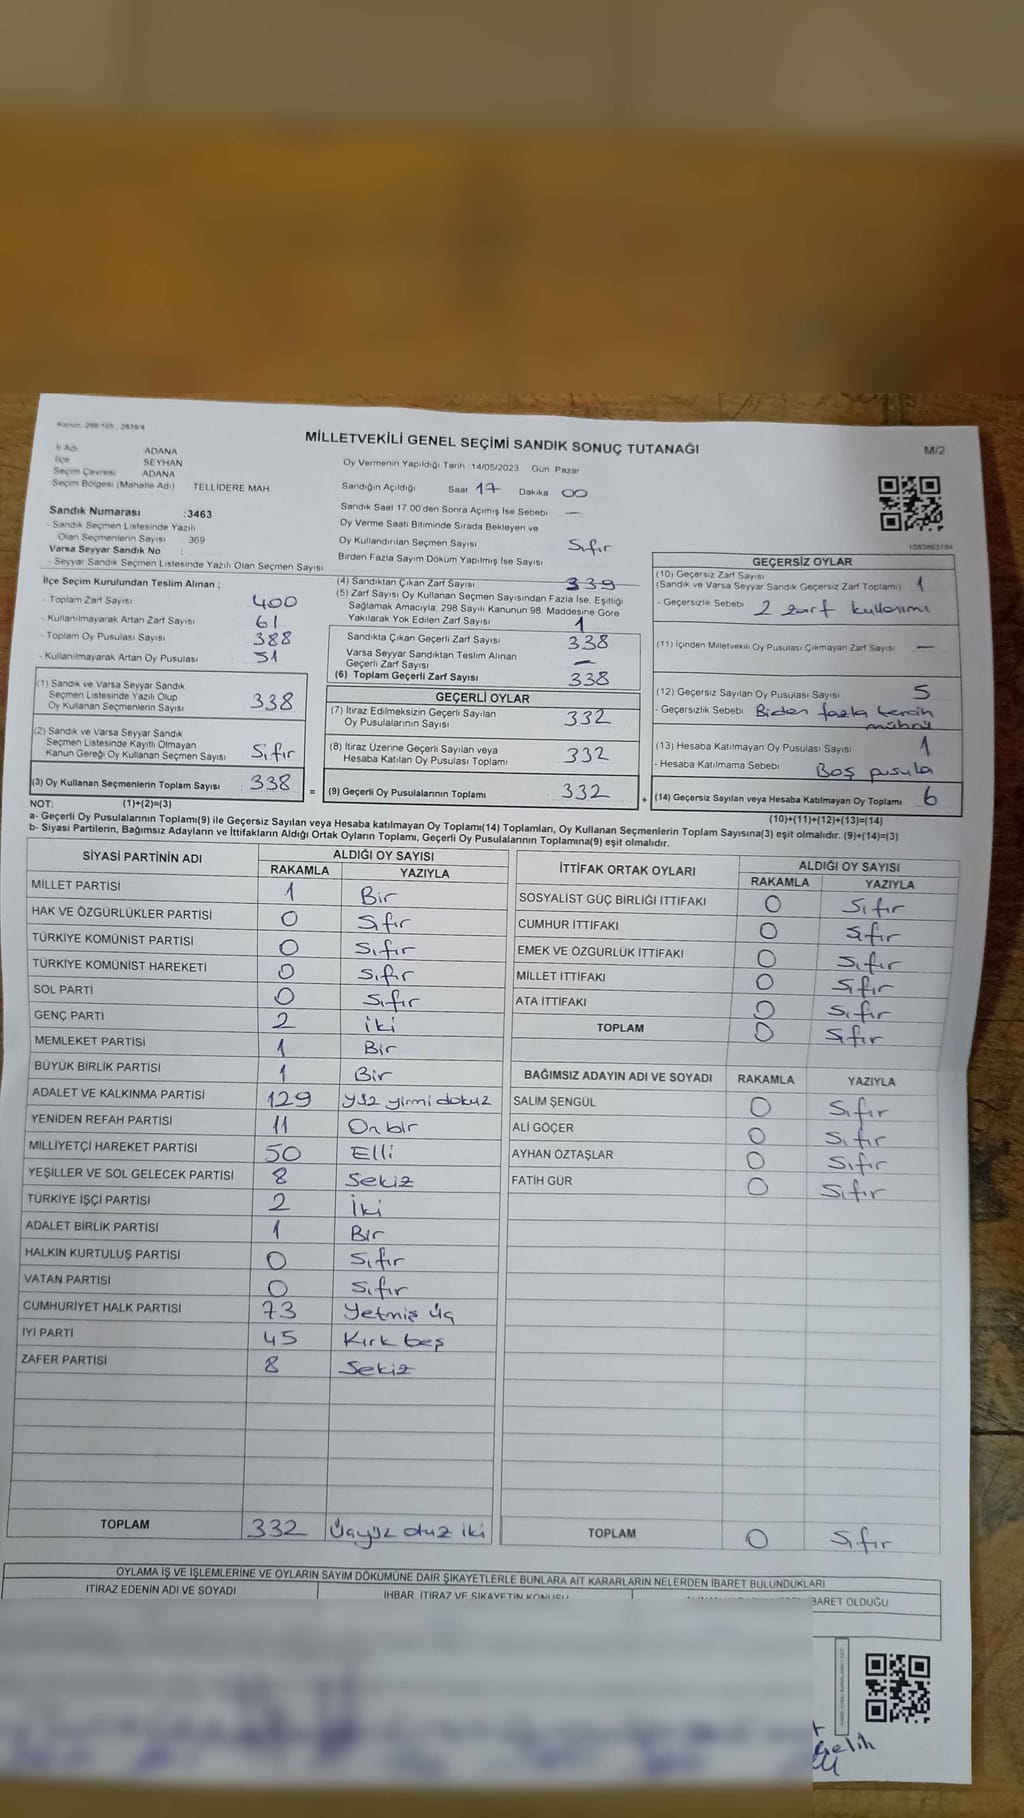 Kanun: 298/105 , 2839/4
MİLLETVEKİLİ GENEL SEÇİMİ SANDIK SONUÇ TUTANAĞI
M/2
İl Adı ADANA
İlçe SEYHAN
Seçim Çevresi ADANA
Seçim Bölgesi (Mahalle Adı) TELLİDERE MAH.
Oy Vermenin Yapıldığı Tarih 14/05/2023 Gün Pazar
Sandığın Açıldığı Saat 17 Dakika 00
Sandık Saat 17:00'den Sonra Açılmış İse Sebebi —
Oy Verme Saati Bitiminde Sırada Bekleyen ve
Oy Kullandırılan Seçmen Sayısı Sıfır
Birden Fazla Sayım Döküm Yapılmış İse Sayısı
Sandık Numarası :3463
- Sandık Seçmen Listesinde Yazılı
Olan Seçmenlerin Sayısı 369
Varsa Seyyar Sandık No :
- Seyyar Sandık Seçmen Listesinde Yazılı Olan Seçmen Sayısı:
İlçe Seçim Kurulundan Teslim Alınan ;
- Toplam Zarf Sayısı 400
- Kullanılmayarak Artan Zarf Sayısı 61
- Toplam Oy Pusulası Sayısı 388
- Kullanılmayarak Artan Oy Pusulası 51
(1) Sandık ve Varsa Seyyar Sandık
Seçmen Listesinde Yazılı Olup
Oy Kullanan Seçmenlerin Sayısı 338
(2) Sandık ve Varsa Seyyar Sandık
Seçmen Listesinde Kayıtlı Olmayan
Kanun Gereği Oy Kullanan Seçmen Sayısı Sıfır
(3) Oy Kullanan Seçmenlerin Toplam Sayısı 338
(4) Sandıktan Çıkan Zarf Sayısı 339
(5) Zarf Sayısı Oy Kullanan Seçmen Sayısından Fazla İse, Eşitliği
Sağlamak Amacıyla, 298 Sayılı Kanunun 98. Maddesine Göre
Yakılarak Yok Edilen Zarf Sayısı 1
Sandıkta Çıkan Geçerli Zarf Sayısı 338
Varsa Seyyar Sandıktan Teslim Alınan
Geçerli Zarf Sayısı —
(6) Toplam Geçerli Zarf Sayısı 338
GEÇERLİ OYLAR
(7) İtiraz Edilmeksizin Geçerli Sayılan
Oy Pusulalarının Sayısı 332
(8) İtiraz Üzerine Geçerli Sayılan veya
Hesaba Katılan Oy Pusulası Toplamı 332
= (9) Geçerli Oy Pusulalarının Toplamı 332
GEÇERSİZ OYLAR
(10) Geçersiz Zarf Sayısı
(Sandık ve Varsa Seyyar Sandık Geçersiz Zarf Toplamı) 1
- Geçersizlik Sebebi 2 zarf kullanımı
(11) İçinden Milletvekili Oy Pusulası Çıkmayan Zarf Sayısı —
(12) Geçersiz Sayılan Oy Pusulası Sayısı 5
- Geçersizlik Sebebi Biden fazla tercih
mührü
(13) Hesaba Katılmayan Oy Pusulası Sayısı 1
- Hesaba Katılmama Sebebi Boş pusula
+ (14) Geçersiz Sayılan veya Hesaba Katılmayan Oy Toplamı 6
NOT: (1)+(2)=(3)
(10)+(11)+(12)+(13)=(14)
a- Geçerli Oy Pusulalarının Toplamı(9) ile Geçersiz Sayılan veya Hesaba katılmayan Oy Toplamı(14) Toplamları, Oy Kullanan Seçmenlerin Toplam Sayısına(3) eşit olmalıdır. (9)+(14)=(3)
b- Siyasi Partilerin, Bağımsız Adayların ve İttifakların Aldığı Ortak Oyların Toplamı, Geçerli Oy Pusulalarının Toplamına(9) eşit olmalıdır.
SİYASİ PARTİNİN ADI ALDIĞI OY SAYISI
RAKAMLA YAZIYLA
MİLLET PARTİSİ 1 Bir
HAK VE ÖZGÜRLÜKLER PARTİSİ 0 Sıfır
TÜRKİYE KOMÜNİST PARTİSİ 0 Sıfır
TÜRKİYE KOMÜNİST HAREKETİ 0 Sıfır
SOL PARTİ 0 Sıfır
GENÇ PARTİ 2 iki
MEMLEKET PARTİSİ 1 Bir
BÜYÜK BİRLİK PARTİSİ 1 Bir
ADALET VE KALKINMA PARTİSİ 129 yüz yirmi dokuz
YENİDEN REFAH PARTİSİ 11 On bir
MİLLİYETÇİ HAREKET PARTİSİ 50 Elli
YEŞİLLER VE SOL GELECEK PARTİSİ 8 Sekiz
TÜRKİYE İŞÇİ PARTİSİ 2 İki
ADALET BİRLİK PARTİSİ 1 Bir
HALKIN KURTULUŞ PARTİSİ 0 Sıfır
VATAN PARTİSİ 0 Sıfır
CUMHURİYET HALK PARTİSİ 73 Yetmiş üç
İYİ PARTİ 45 Kırk beş
ZAFER PARTİSİ 8 Sekiz
TOPLAM 332 Üçyüz otuz iki
İTTİFAK ORTAK OYLARI ALDIĞI OY SAYISI
RAKAMLA YAZIYLA
SOSYALİST GÜÇ BİRLİĞİ İTTİFAKI 0 Sıfır
CUMHUR İTTİFAKI 0 Sıfır
EMEK VE ÖZGÜRLÜK İTTİFAKI 0 Sıfır
MİLLET İTTİFAKI 0 Sıfır
ATA İTTİFAKI 0 Sıfır
TOPLAM 0 Sıfır
BAĞIMSIZ ADAYIN ADI VE SOYADI RAKAMLA YAZIYLA
SALİM ŞENGÜL 0 Sıfır
ALİ GÖÇER 0 Sıfır
AYHAN ÖZTAŞLAR 0 Sıfır
FATİH GÜR 0 Sıfır
TOPLAM 0 Sıfır
OYLAMA İŞ VE İŞLEMLERİNE VE OYLARIN SAYIM DÖKÜMÜNE DAİR ŞİKAYETLERLE BUNLARA AİT KARARLARIN NELERDEN İBARET BULUNDUKLARI
İTİRAZ EDENİN ADI VE SOYADI
İHBAR, İTİRAZ VE ŞİKAYETİN KONUSU
BARET OLDUĞU